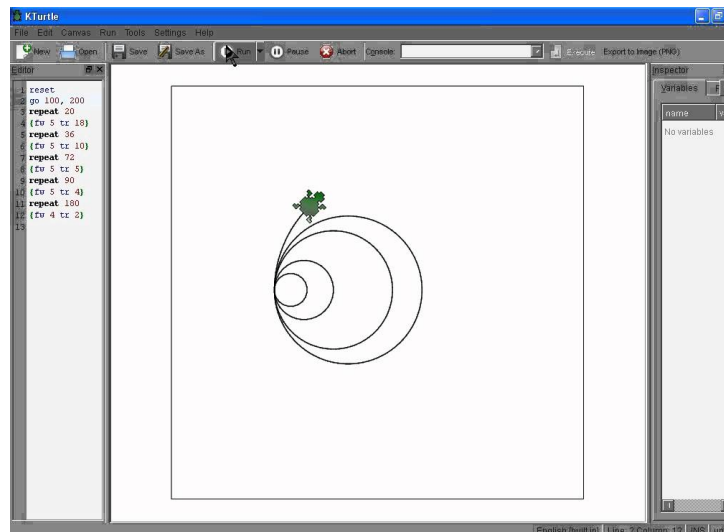 KTurtle
File Edit Canvas Run Tools Settings Help
New Open Save Save As Run Pause Abort Console: Execute Export to Image (PNG)
Editor
Inspector
1 reset
2 go 100, 200
3 repeat 20
4 {fw 5 tr 18}
5 repeat 36
6 {fw 5 tr 10}
7 repeat 72
8 {fw 5 tr 5}
9 repeat 90
10 {fw 5 tr 4}
11 repeat 180
12 {fw 4 tr 2}
13
Variables
name
No variables
English (built in) Line: 2 Column: 12 INS